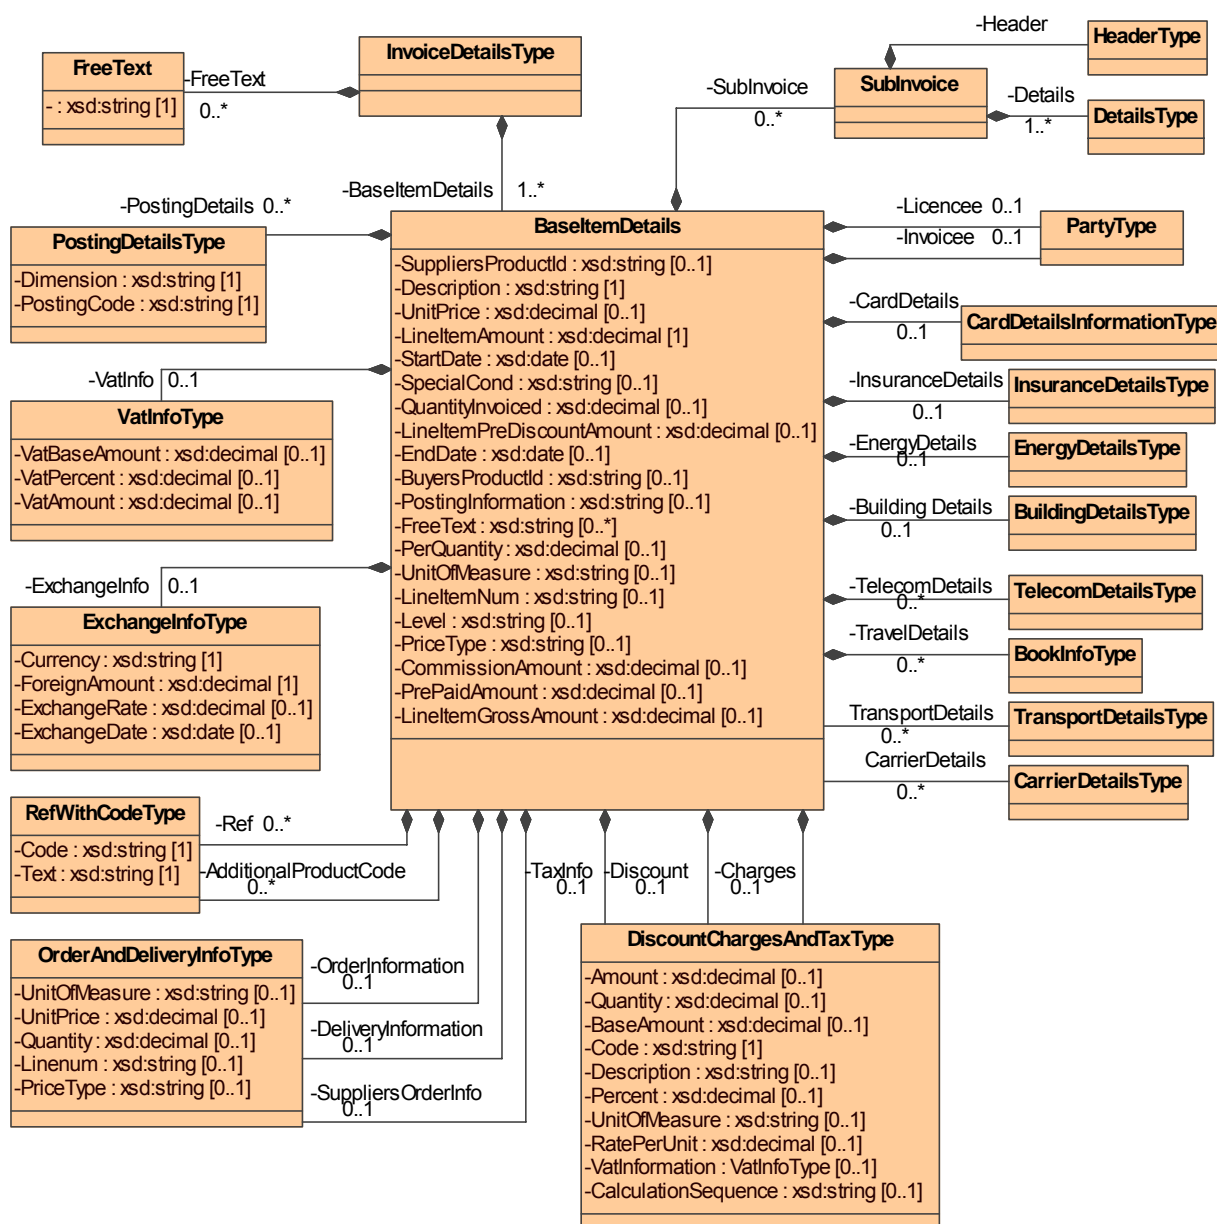 FreeText
- : xsd:string [1]
-FreeText
0..*
InvoiceDetailsType
-Header
HeaderType
SubInvoice
-SubInvoice
0..*
-Details
1..*
DetailsType
-BaseItemDetails 1..*
-PostingDetails 0..*
PostingDetailsType
-Dimension : xsd:string [1]
-PostingCode : xsd:string [1]
-VatInfo 0..1
VatInfoType
-VatBaseAmount : xsd:decimal [0..1]
-VatPercent : xsd:decimal [0..1]
-VatAmount : xsd:decimal [0..1]
-ExchangeInfo 0..1
ExchangeInfoType
-Currency : xsd:string [1]
-ForeignAmount : xsd:decimal [1]
-ExchangeRate : xsd:decimal [0..1]
-ExchangeDate : xsd:date [0..1]
BaseItemDetails
-SuppliersProductId : xsd:string [0..1]
-Description : xsd:string [1]
-UnitPrice : xsd:decimal [0..1]
-LineItemAmount : xsd:decimal [1]
-StartDate : xsd:date [0..1]
-SpecialCond : xsd:string [0..1]
-QuantityInvoiced : xsd:decimal [0..1]
-LineItemPreDiscountAmount : xsd:decimal [0..1]
-EndDate : xsd:date [0..1]
-BuyersProductId : xsd:string [0..1]
-PostingInformation : xsd:string [0..1]
-FreeText : xsd:string [0..*]
-PerQuantity : xsd:decimal [0..1]
-UnitOfMeasure : xsd:string [0..1]
-LineItemNum : xsd:string [0..1]
-Level : xsd:string [0..1]
-PriceType : xsd:string [0..1]
-CommissionAmount : xsd:decimal [0..1]
-PrePaidAmount : xsd:decimal [0..1]
-LineItemGrossAmount : xsd:decimal [0..1]
-Licencee 0..1
-Invoicee 0..1
PartyType
-CardDetails
0..1
CardDetailsInformationType
-InsuranceDetails
0..1
InsuranceDetailsType
-EnergyDetails
0..1
EnergyDetailsType
-Building Details
0..1
BuildingDetailsType
-TelecomDetails
0..*
TelecomDetailsType
-TravelDetails
0..*
BookInfoType
TransportDetails
0..*
TransportDetailsType
CarrierDetails
0..*
CarrierDetailsType
RefWithCodeType
-Code : xsd:string [1]
-Text : xsd:string [1]
-Ref 0..*
-AdditionalProductCode
0..*
-TaxInfo
0..1
-Discount
0..1
-Charges
0..1
OrderAndDeliveryInfoType
-UnitOfMeasure : xsd:string [0..1]
-UnitPrice : xsd:decimal [0..1]
-Quantity : xsd:decimal [0..1]
-Linenum : xsd:string [0..1]
-PriceType : xsd:string [0..1]
-OrderInformation
0..1
-DeliveryInformation
0..1
-SuppliersOrderInfo
0..1
DiscountChargesAndTaxType
-Amount : xsd:decimal [0..1]
-Quantity : xsd:decimal [0..1]
-BaseAmount : xsd:decimal [0..1]
-Code : xsd:string [1]
-Description : xsd:string [0..1]
-Percent : xsd:decimal [0..1]
-UnitOfMeasure : xsd:string [0..1]
-RatePerUnit : xsd:decimal [0..1]
-VatInformation : VatInfoType [0..1]
-CalculationSequence : xsd:string [0..1]